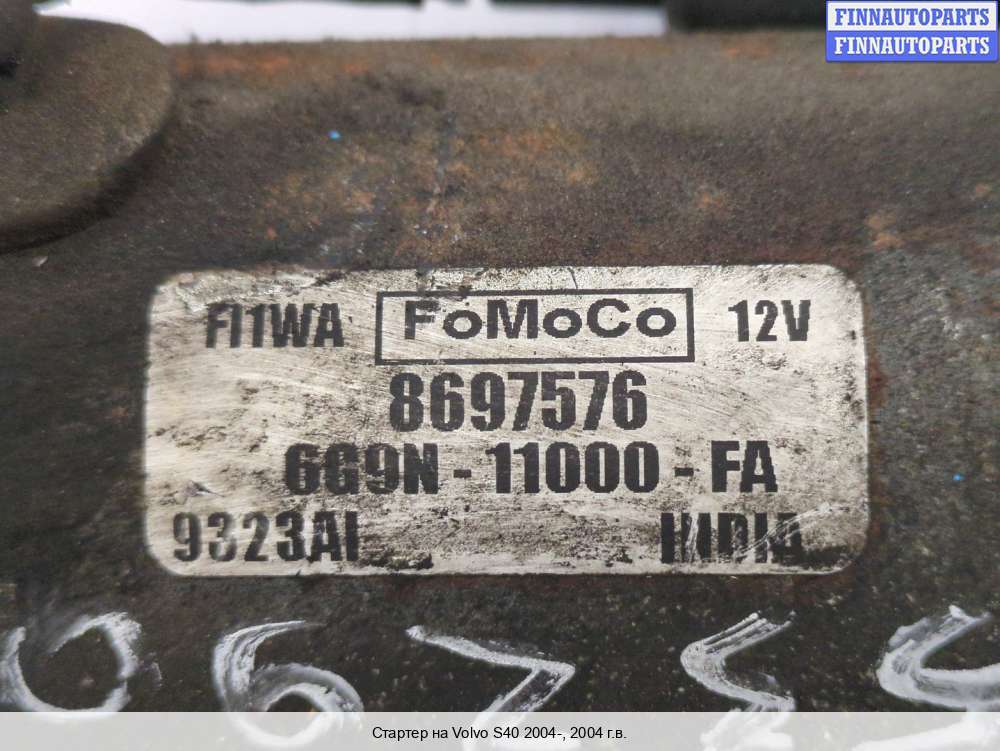 FINNAUTOPARTS
FINNAUTOPARTS
FI1WA FoMoCo 12V
8697576
6G9N - 11000 - FA
9323AI INDIA
Стартер на Volvo S40 2004-, 2004 г.в.